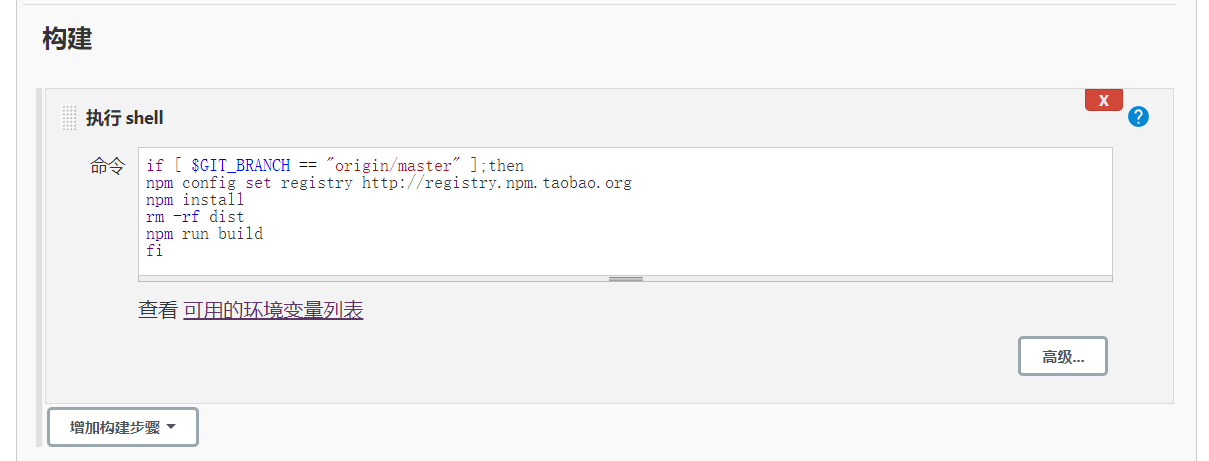 构建
执行 shell
X
?
命令
if [ $GIT_BRANCH == "origin/master" ];then
npm config set registry http://registry.npm.taobao.org
npm install
rm -rf dist
npm run build
fi
查看 可用的环境变量列表
高级...
增加构建步骤